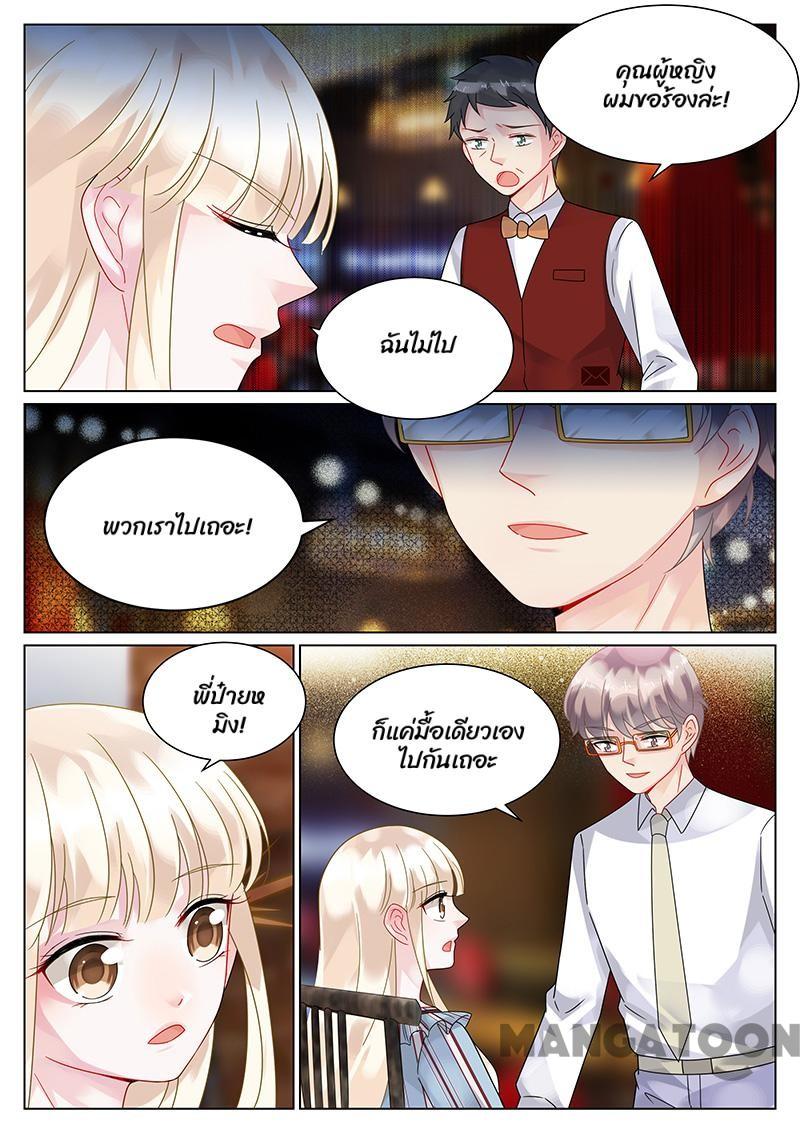 คุณผู้หญิง
ผมขอร้องล่ะ!
ฉันไม่ไป
พวกเราไปเถอะ!
พี่ป๋ายห
มิง!
ก็แค่มื้อเดียวเอง
ไปกันเถอะ
MANGATOON